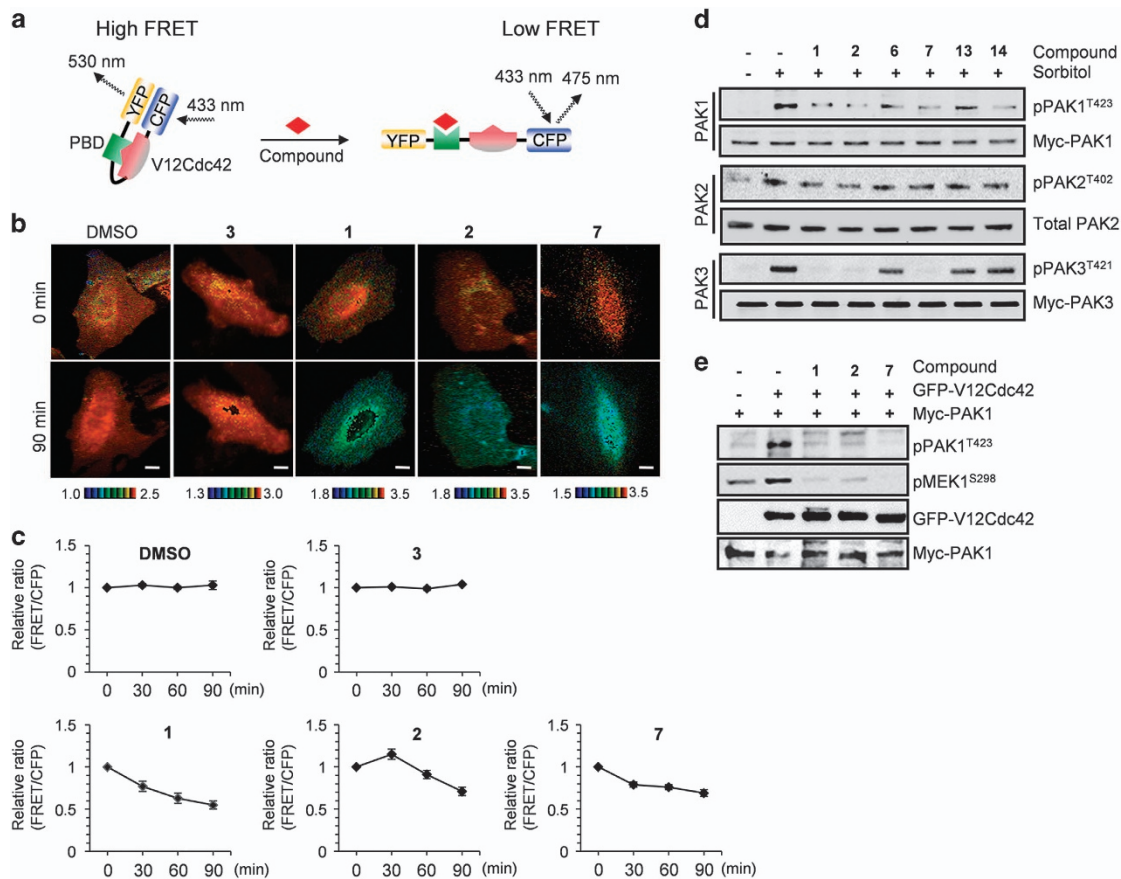 a
High FRET
Low FRET
530 nm
433 nm
YFP
CFP
PBD
V12Cdc42
Compound
433 nm
475 nm
YFP
CFP
b
DMSO
3
1
2
7
0 min
90 min
1.0 2.5
1.3 3.0
1.8 3.5
1.8 3.5
1.5 3.5
c
DMSO
Relative ratio
(FRET/CFP)
1.5
1
0.5
0
0 30 60 90 (min)
3
Relative ratio
(FRET/CFP)
1.5
1
0.5
0
0 30 60 90 (min)
1
Relative ratio
(FRET/CFP)
1.5
1
0.5
0
0 30 60 90 (min)
2
Relative ratio
(FRET/CFP)
1.5
1
0.5
0
0 30 60 90 (min)
7
Relative ratio
(FRET/CFP)
1.5
1
0.5
0
0 30 60 90 (min)
d
- - 1 2 6 7 13 14 Compound
- + + + + + + + Sorbitol
PAK1
pPAK1T423
Myc-PAK1
PAK2
pPAK2T402
Total PAK2
PAK3
pPAK3T421
Myc-PAK3
e
- - 1 2 7 Compound
- + + + + GFP-V12Cdc42
+ + + + + Myc-PAK1
pPAK1T423
pMEK1S298
GFP-V12Cdc42
Myc-PAK1